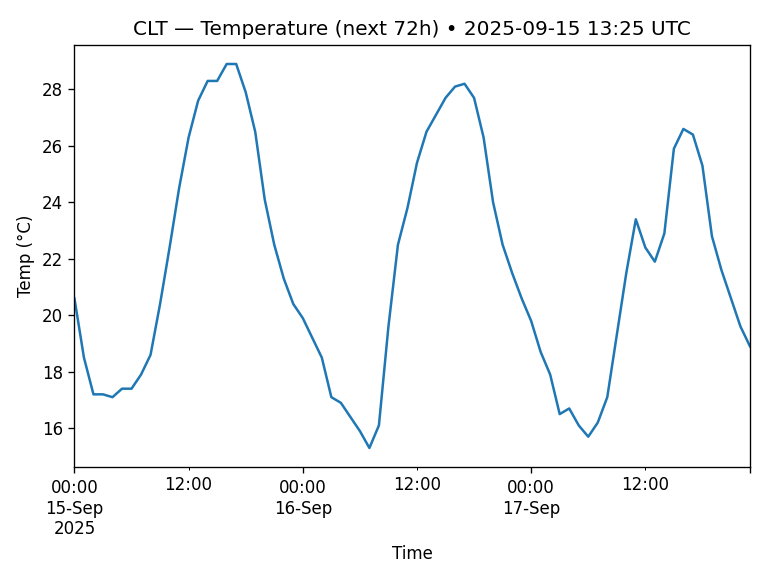 CLT — Temperature (next 72h) • 2025-09-15 13:25 UTC
28
26
24
22
20
18
16
Temp (°C)
00:00 12:00 00:00 12:00 00:00 12:00
15-Sep 16-Sep 17-Sep
2025
Time